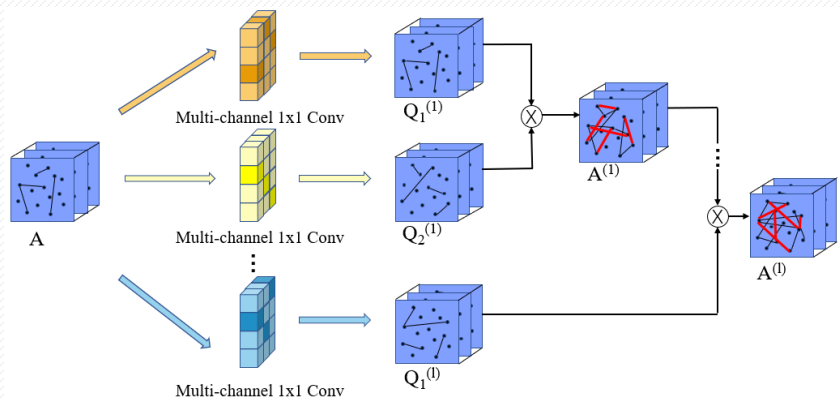 Multi-channel 1x1 Conv
Q₁⁽¹⁾
A
Multi-channel 1x1 Conv
Q₂⁽¹⁾
X
A⁽¹⁾
X
A⁽ˡ⁾
Multi-channel 1x1 Conv
Q₁⁽ˡ⁾